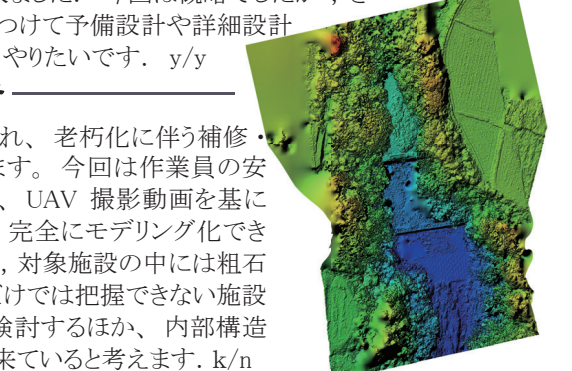 つけて予備設計や詳細設計
やりたいです. y/y
れ、老朽化に伴う補修・
ます。今回は作業員の安
、UAV 撮影動画を基に
完全にモデリング化でき
, 対象施設の中には粗石
だけでは把握できない施設
検討するほか、内部構造
来ていると考えます. k/n